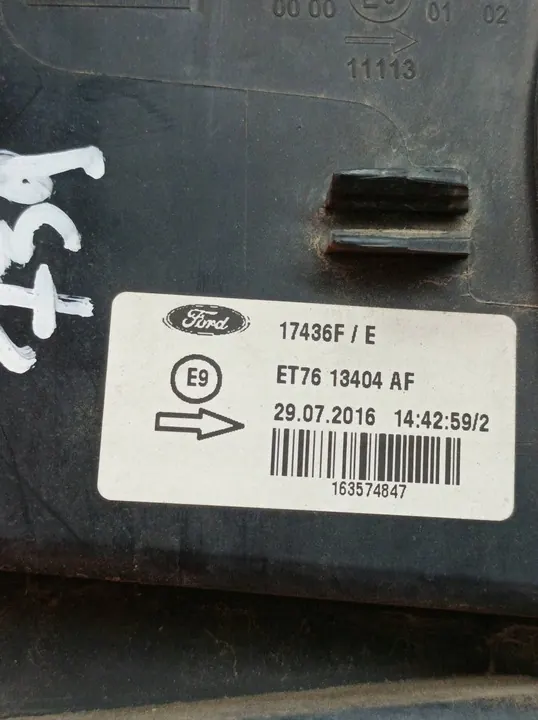 00 00
01 02
11113
Ford
17436F / E
E9
ET76 13404 AF
29.07.2016 14:42:59/2
163574847